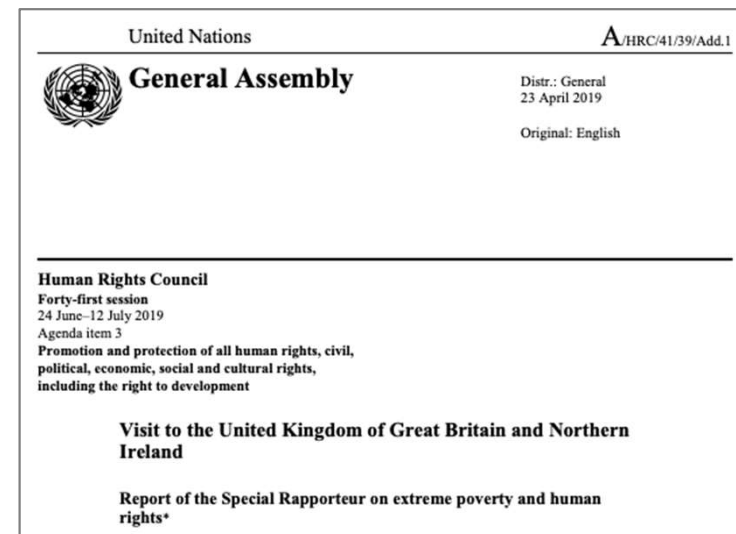 United Nations
A/HRC/41/39/Add.1
General Assembly
Distr.: General
23 April 2019
Original: English
Human Rights Council
Forty-first session
24 June–12 July 2019
Agenda item 3
Promotion and protection of all human rights, civil,
political, economic, social and cultural rights,
including the right to development
Visit to the United Kingdom of Great Britain and Northern
Ireland
Report of the Special Rapporteur on extreme poverty and human
rights*